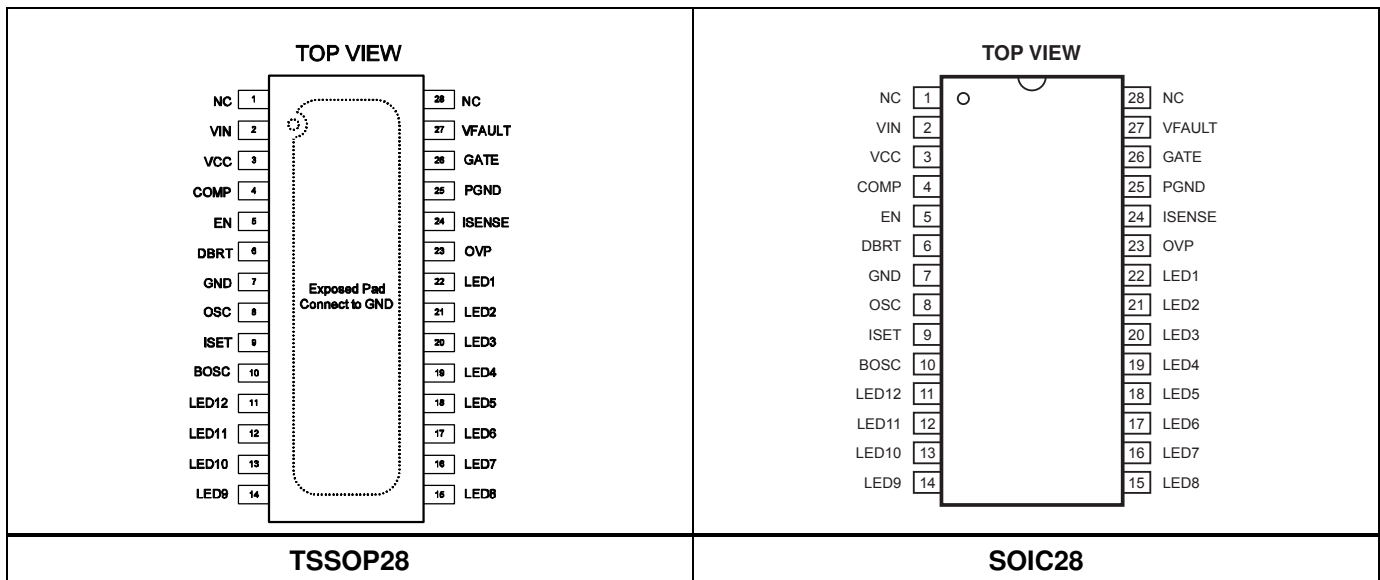 TOP VIEW
NC 1
VIN 2
VCC 3
COMP 4
EN 5
DBRT 6
GND 7
OSC 8
ISET 9
BOSC 10
LED12 11
LED11 12
LED10 13
LED9 14
Exposed Pad
Connect to GND
28 NC
27 VFAULT
26 GATE
25 PGND
24 ISENSE
23 OVP
22 LED1
21 LED2
20 LED3
19 LED4
18 LED5
17 LED6
16 LED7
15 LED8
TSSOP28
TOP VIEW
NC 1
VIN 2
VCC 3
COMP 4
EN 5
DBRT 6
GND 7
OSC 8
ISET 9
BOSC 10
LED12 11
LED11 12
LED10 13
LED9 14
28 NC
27 VFAULT
26 GATE
25 PGND
24 ISENSE
23 OVP
22 LED1
21 LED2
20 LED3
19 LED4
18 LED5
17 LED6
16 LED7
15 LED8
SOIC28